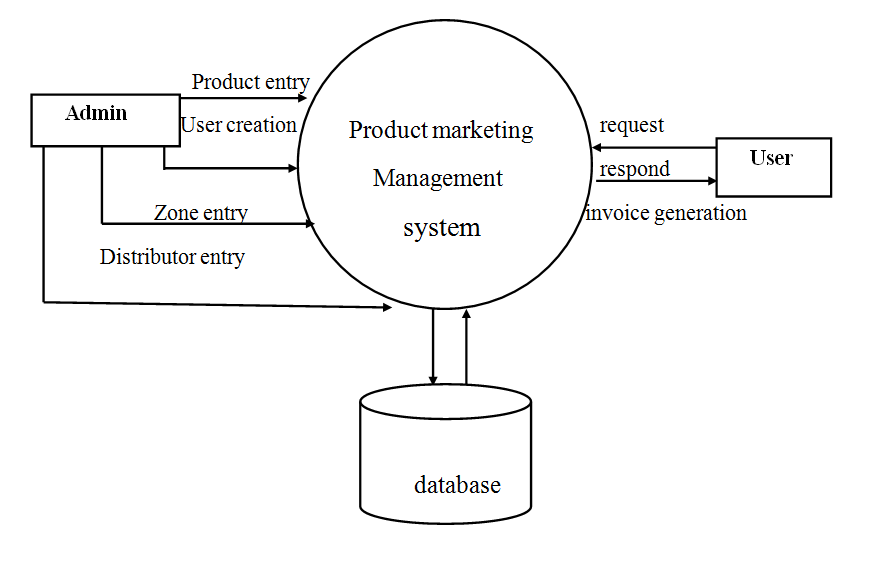 Product entry
Admin
User creation
Zone entry
Distributor entry
Product marketing
Management
system
request
User
respond
invoice generation
database